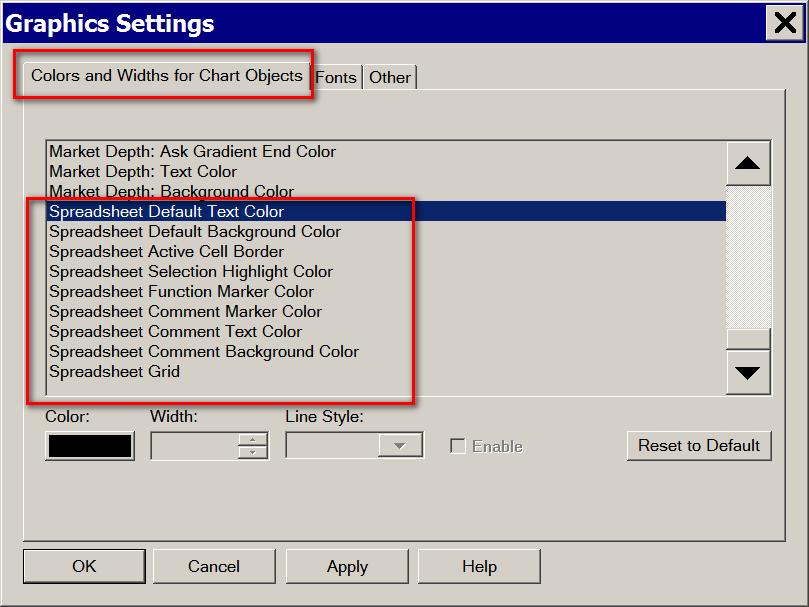 Graphics Settings
Colors and Widths for Chart Objects Fonts Other
Market Depth: Ask Gradient End Color
Market Depth: Text Color
Market Depth: Background Color
Spreadsheet Default Text Color
Spreadsheet Default Background Color
Spreadsheet Active Cell Border
Spreadsheet Selection Highlight Color
Spreadsheet Function Marker Color
Spreadsheet Comment Marker Color
Spreadsheet Comment Text Color
Spreadsheet Comment Background Color
Spreadsheet Grid
Color: Width: Line Style:
Enable Reset to Default
OK Cancel Apply Help